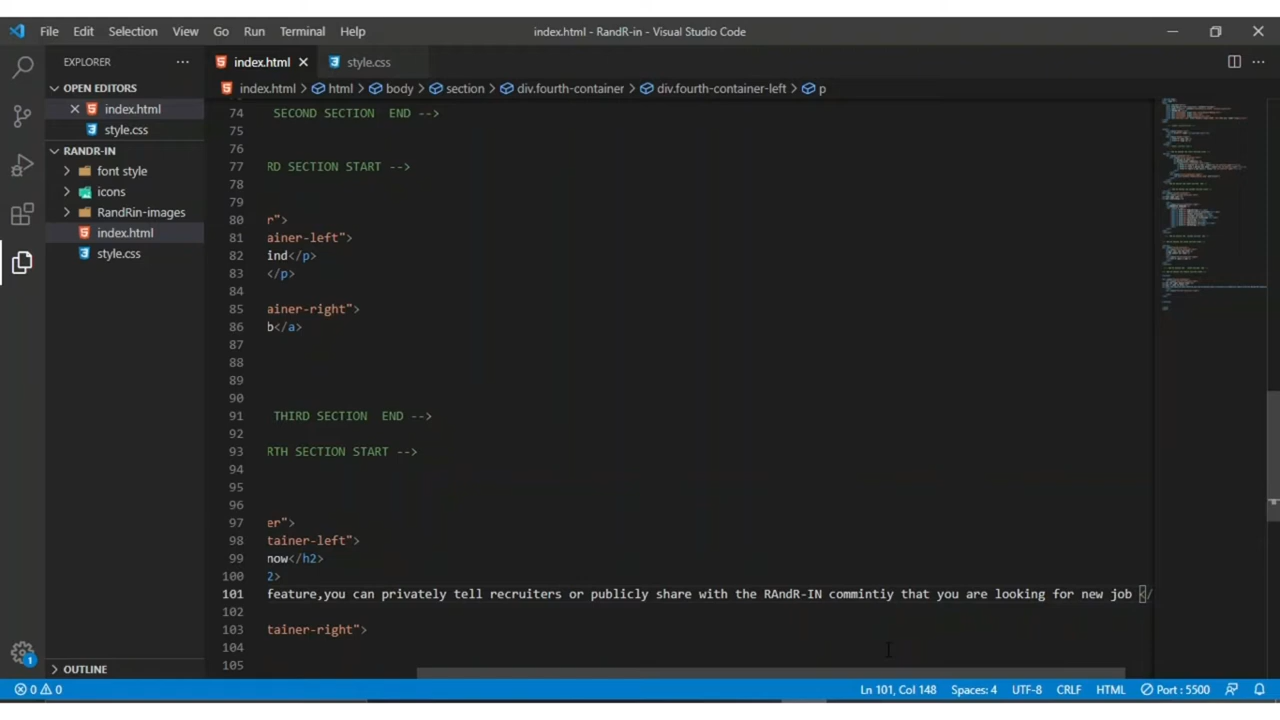 File Edit Selection View Go Run Terminal Help
index.html - RandR-in - Visual Studio Code
EXPLORER
index.html
style.css
OPEN EDITORS
index.html
style.css
RANDR-IN
font style
icons
RandRin-images
index.html
style.css
OUTLINE
index.html > html > body > section > div.fourth-container > div.fourth-container-left > p
74 SECOND SECTION  END -->
75
76
77 RD SECTION START -->
78
79
80 r">
81 ainer-left">
82 ind</p>
83 </p>
84
85 ainer-right">
86 b</a>
87
88
89
90
91 THIRD SECTION  END -->
92
93 RTH SECTION START -->
94
95
96
97 er">
98 tainer-left">
99 now</h2>
100 2>
101 feature,you can privately tell recruiters or publicly share with the RAndR-IN commintiy that you are looking for new job </
102
103 tainer-right">
104
105
0 0 Ln 101, Col 148 Spaces: 4 UTF-8 CRLF HTML Port : 5500
1